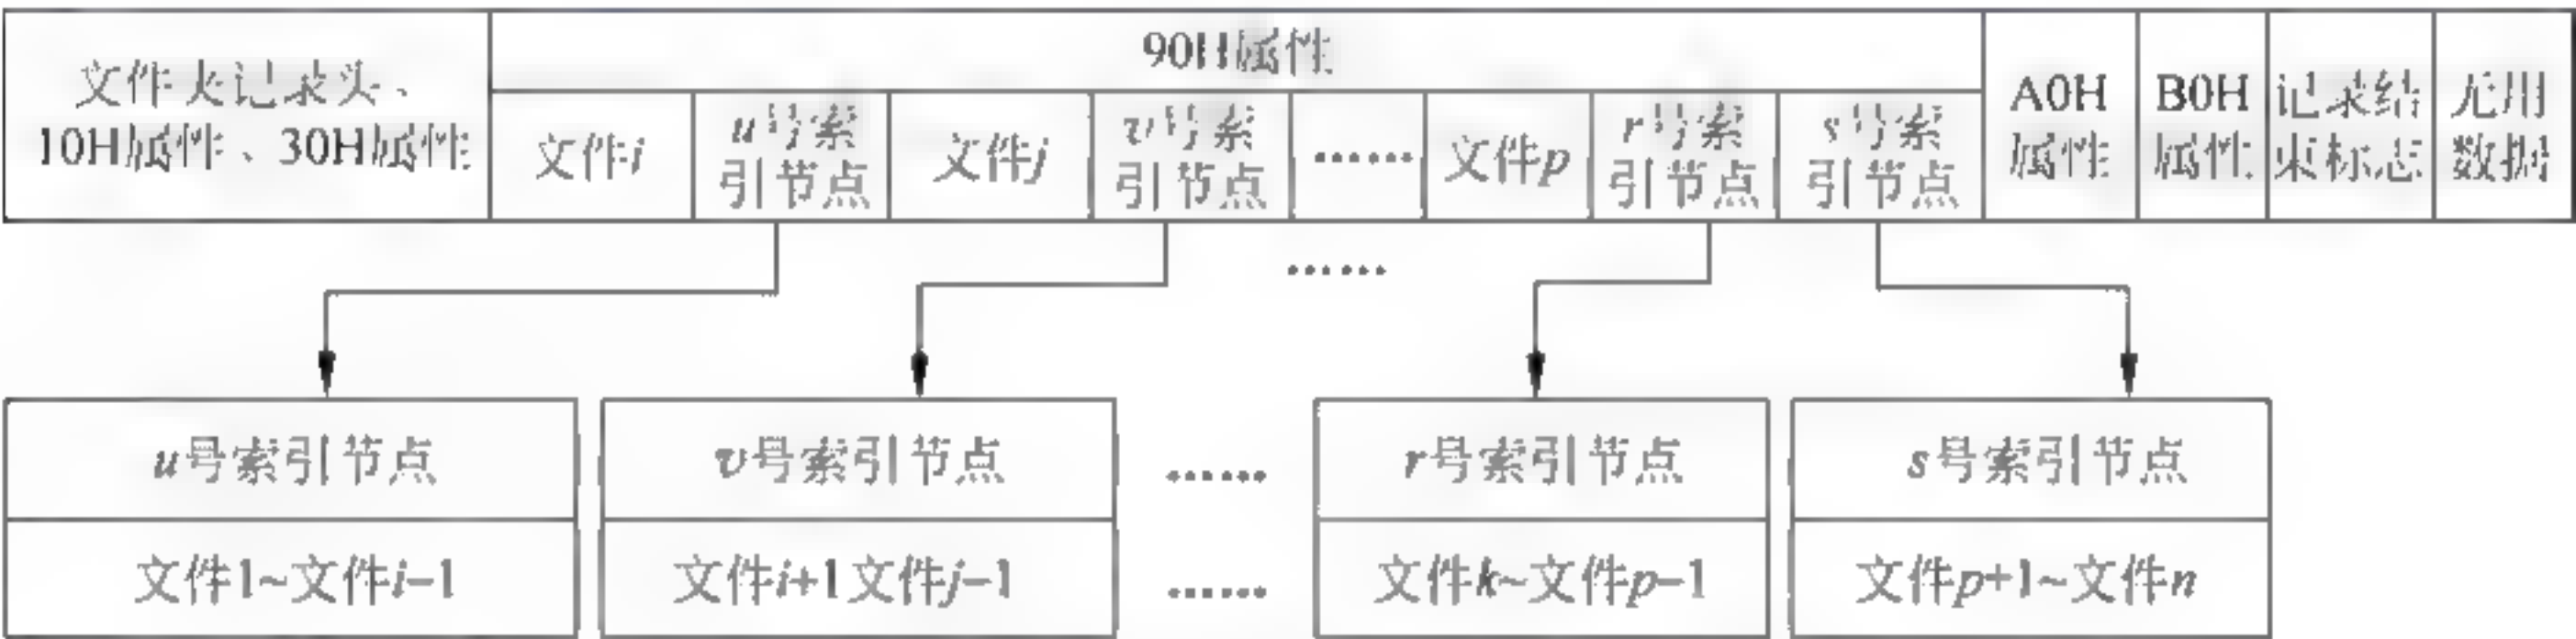 文件夹记录头、
10H属性、30H属性
90H属性
文件i
u号索
引节点
文件j
v号索
引节点
……
文件p
r号索
引节点
s号索
引节点
A0H
属性
B0H
属性
记录结
束标志
无用
数据
……
u号索引节点
v号索引节点
……
r号索引节点
s号索引节点
文件1~文件i-1
文件i+1文件j-1
……
文件k~文件p-1
文件p+1~文件n